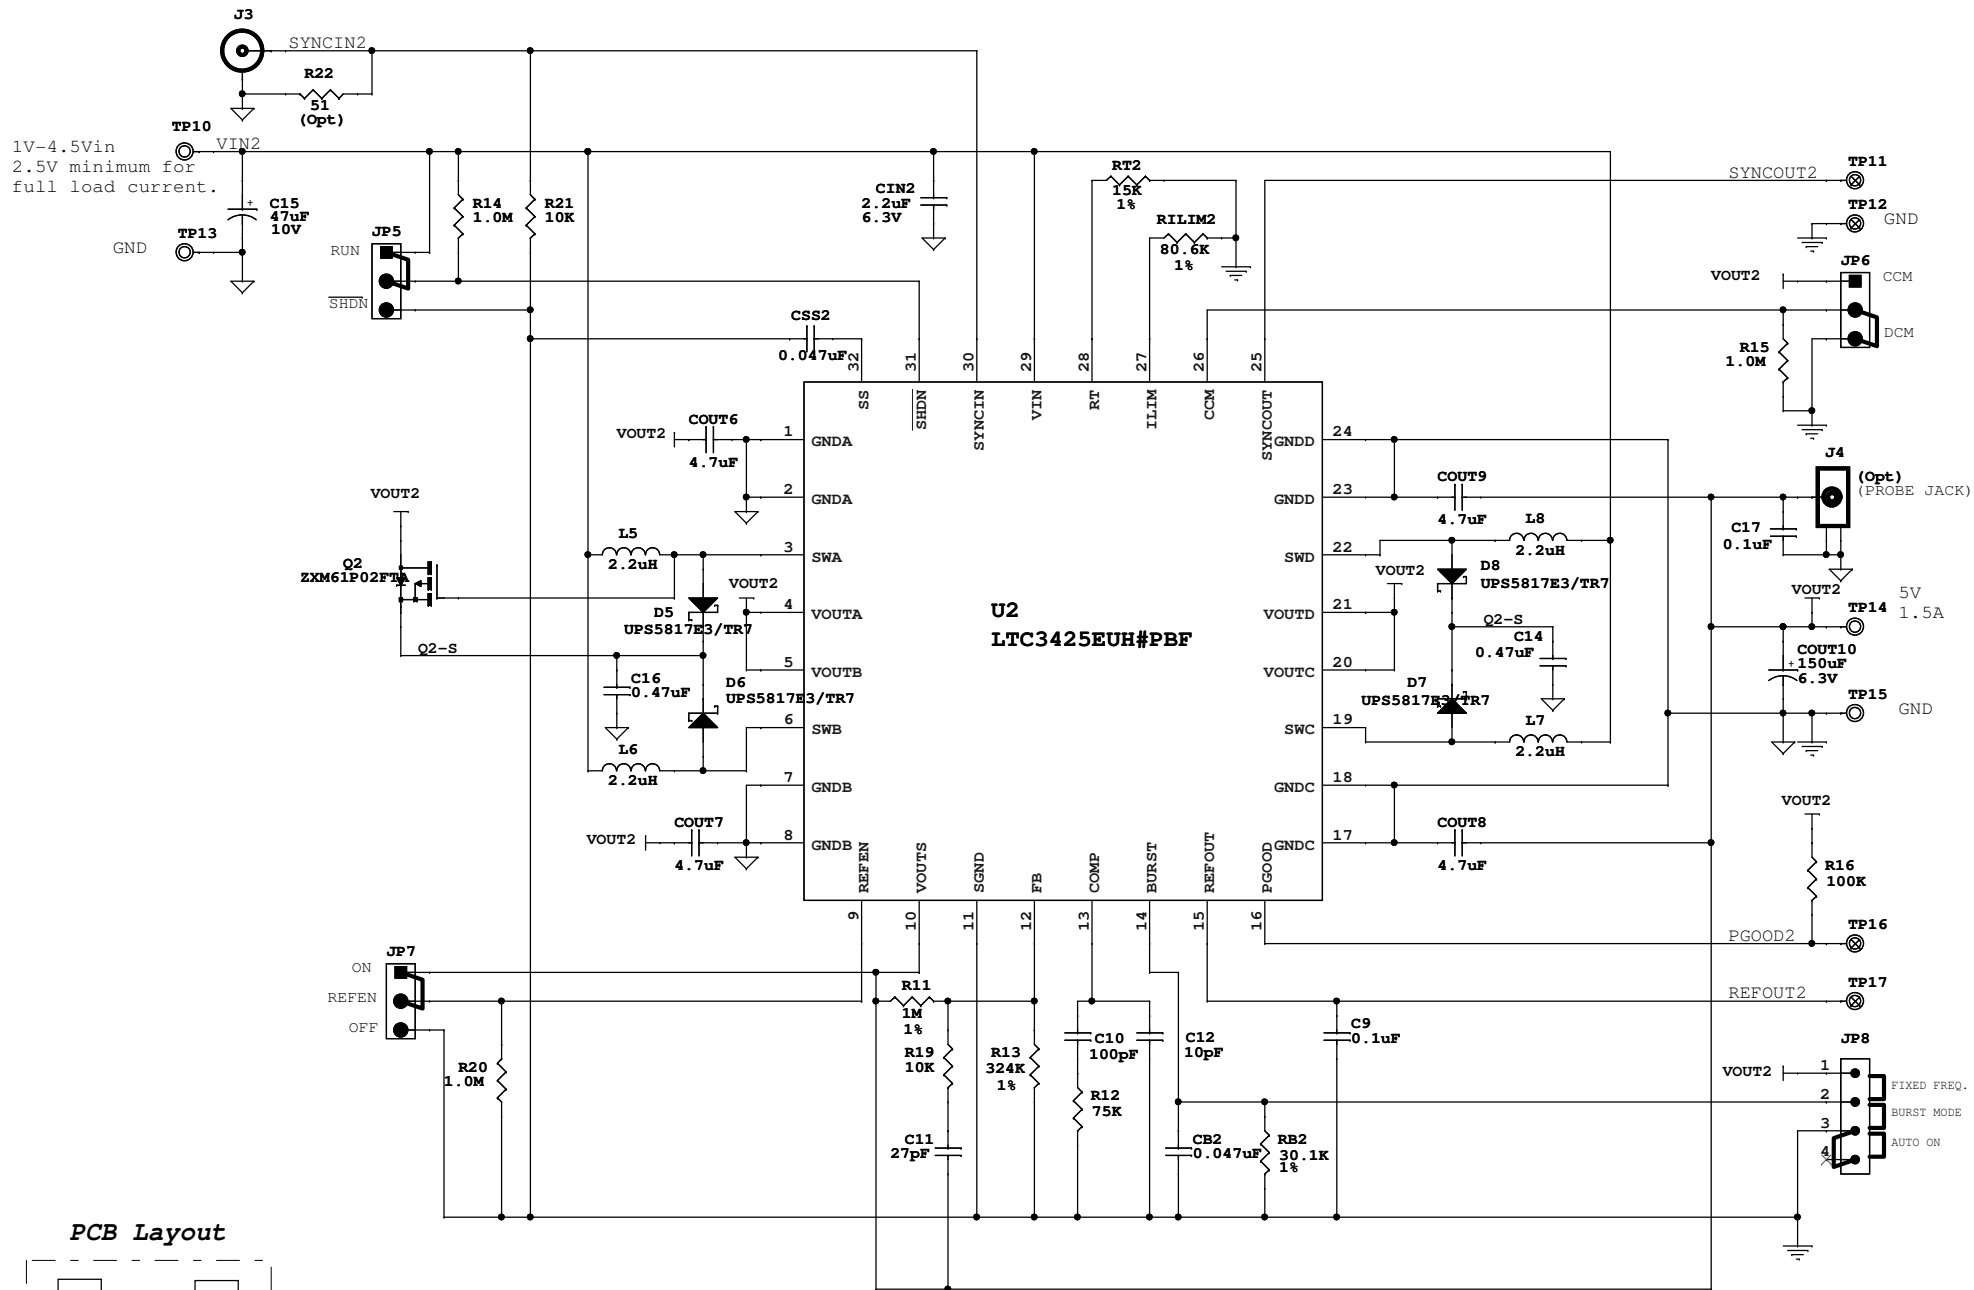 J3
SYNCIN2
R22
51
(Opt)
TP10
VIN2
1V-4.5Vin
2.5V minimum for
full load current.
C15
47uF
10V
TP13
GND
JP5
RUN
SHDN
R14
1.0M
R21
10K
CIN2
2.2uF
6.3V
RT2
15K
1%
RILIM2
80.6K
1%
SYNCOUT2
TP11
TP12
GND
JP6
VOUT2
CCM
DCM
R15
1.0M
CSS2
0.047uF
32
31
30
29
28
27
26
25
SS
SHDN
SYNCIN
VIN
RT
ILIM
CCM
SYNCOUT
COUT6
VOUT2
4.7uF
1
GNDA
2
GNDA
3
SWA
4
VOUTA
5
VOUTB
6
SWB
7
GNDB
8
GNDB
24
GNDD
23
GNDD
22
SWD
21
VOUTD
20
VOUTC
19
SWC
18
GNDC
17
GNDC
U2
LTC3425EUH#PBF
VOUT2
Q2
ZXM61P02FTA
Q2-S
L5
2.2uH
VOUT2
D5
UPS5817E3/TR7
C16
0.47uF
D6
UPS5817E3/TR7
L6
2.2uH
VOUT2
COUT7
4.7uF
COUT9
4.7uF
L8
2.2uH
VOUT2
D8
UPS5817E3/TR7
Q2-S
C14
0.47uF
D7
UPS5817E3/TR7
L7
2.2uH
COUT8
4.7uF
J4
(Opt)
(PROBE JACK)
C17
0.1uF
VOUT2
TP14
5V
1.5A
COUT10
150uF
6.3V
TP15
GND
VOUT2
R16
100K
PGOOD2
TP16
REFOUT2
TP17
REFEN
VOUTS
SGND
FB
COMP
BURST
REFOUT
PGOOD
9
10
11
12
13
14
15
16
JP7
ON
REFEN
OFF
R20
1.0M
R11
1M
1%
R19
10K
C11
27pF
R13
324K
1%
C10
100pF
R12
75K
C12
10pF
CB2
0.047uF
RB2
30.1K
1%
C9
0.1uF
JP8
VOUT2
1
2
3
4
FIXED FREQ.
BURST MODE
AUTO ON
PCB Layout